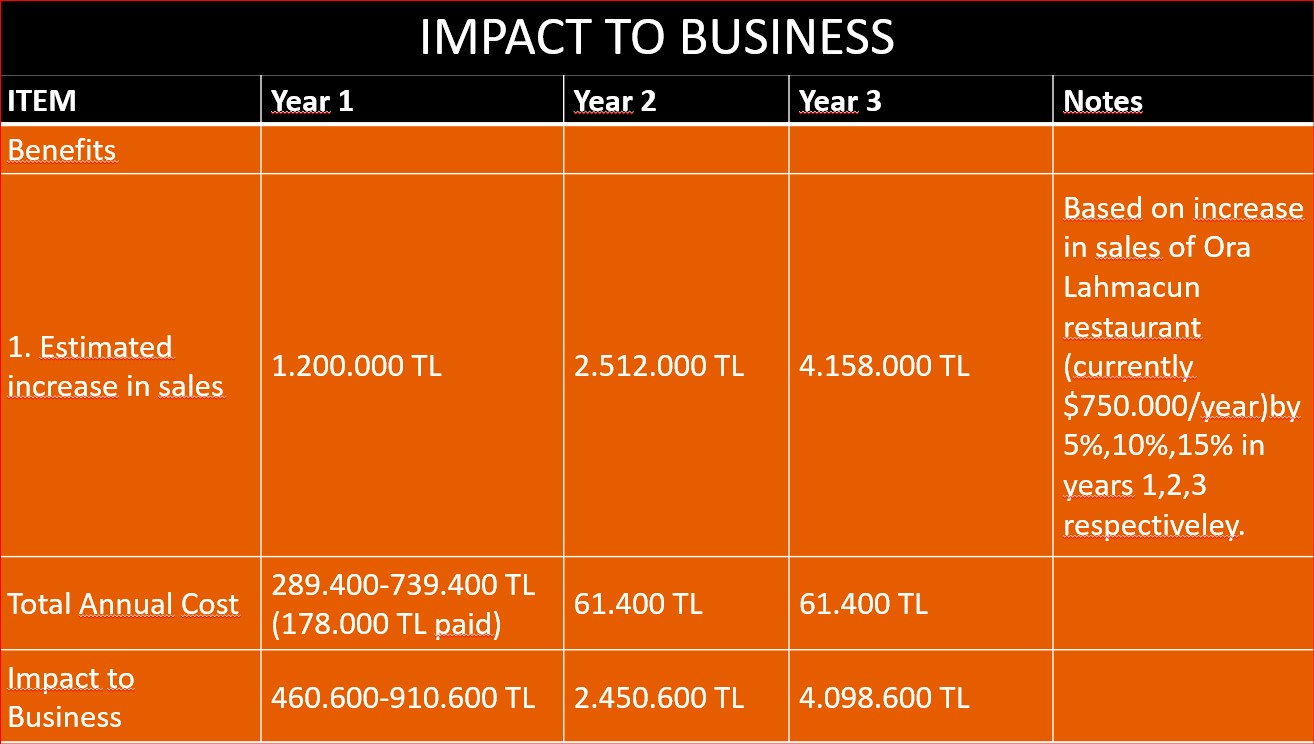 IMPACT TO BUSINESS
ITEM Year 1 Year 2 Year 3 Notes
Benefits
1. Estimated
increase in sales
1.200.000 TL
2.512.000 TL
4.158.000 TL
Based on increase
in sales of Ora
Lahmacun
restaurant
(currently
$750.000/year)by
5%,10%,15% in
years 1,2,3
respectiveley.
Total Annual Cost
289.400-739.400 TL
(178.000 TL paid)
61.400 TL
61.400 TL
Impact to
Business
460.600-910.600 TL
2.450.600 TL
4.098.600 TL